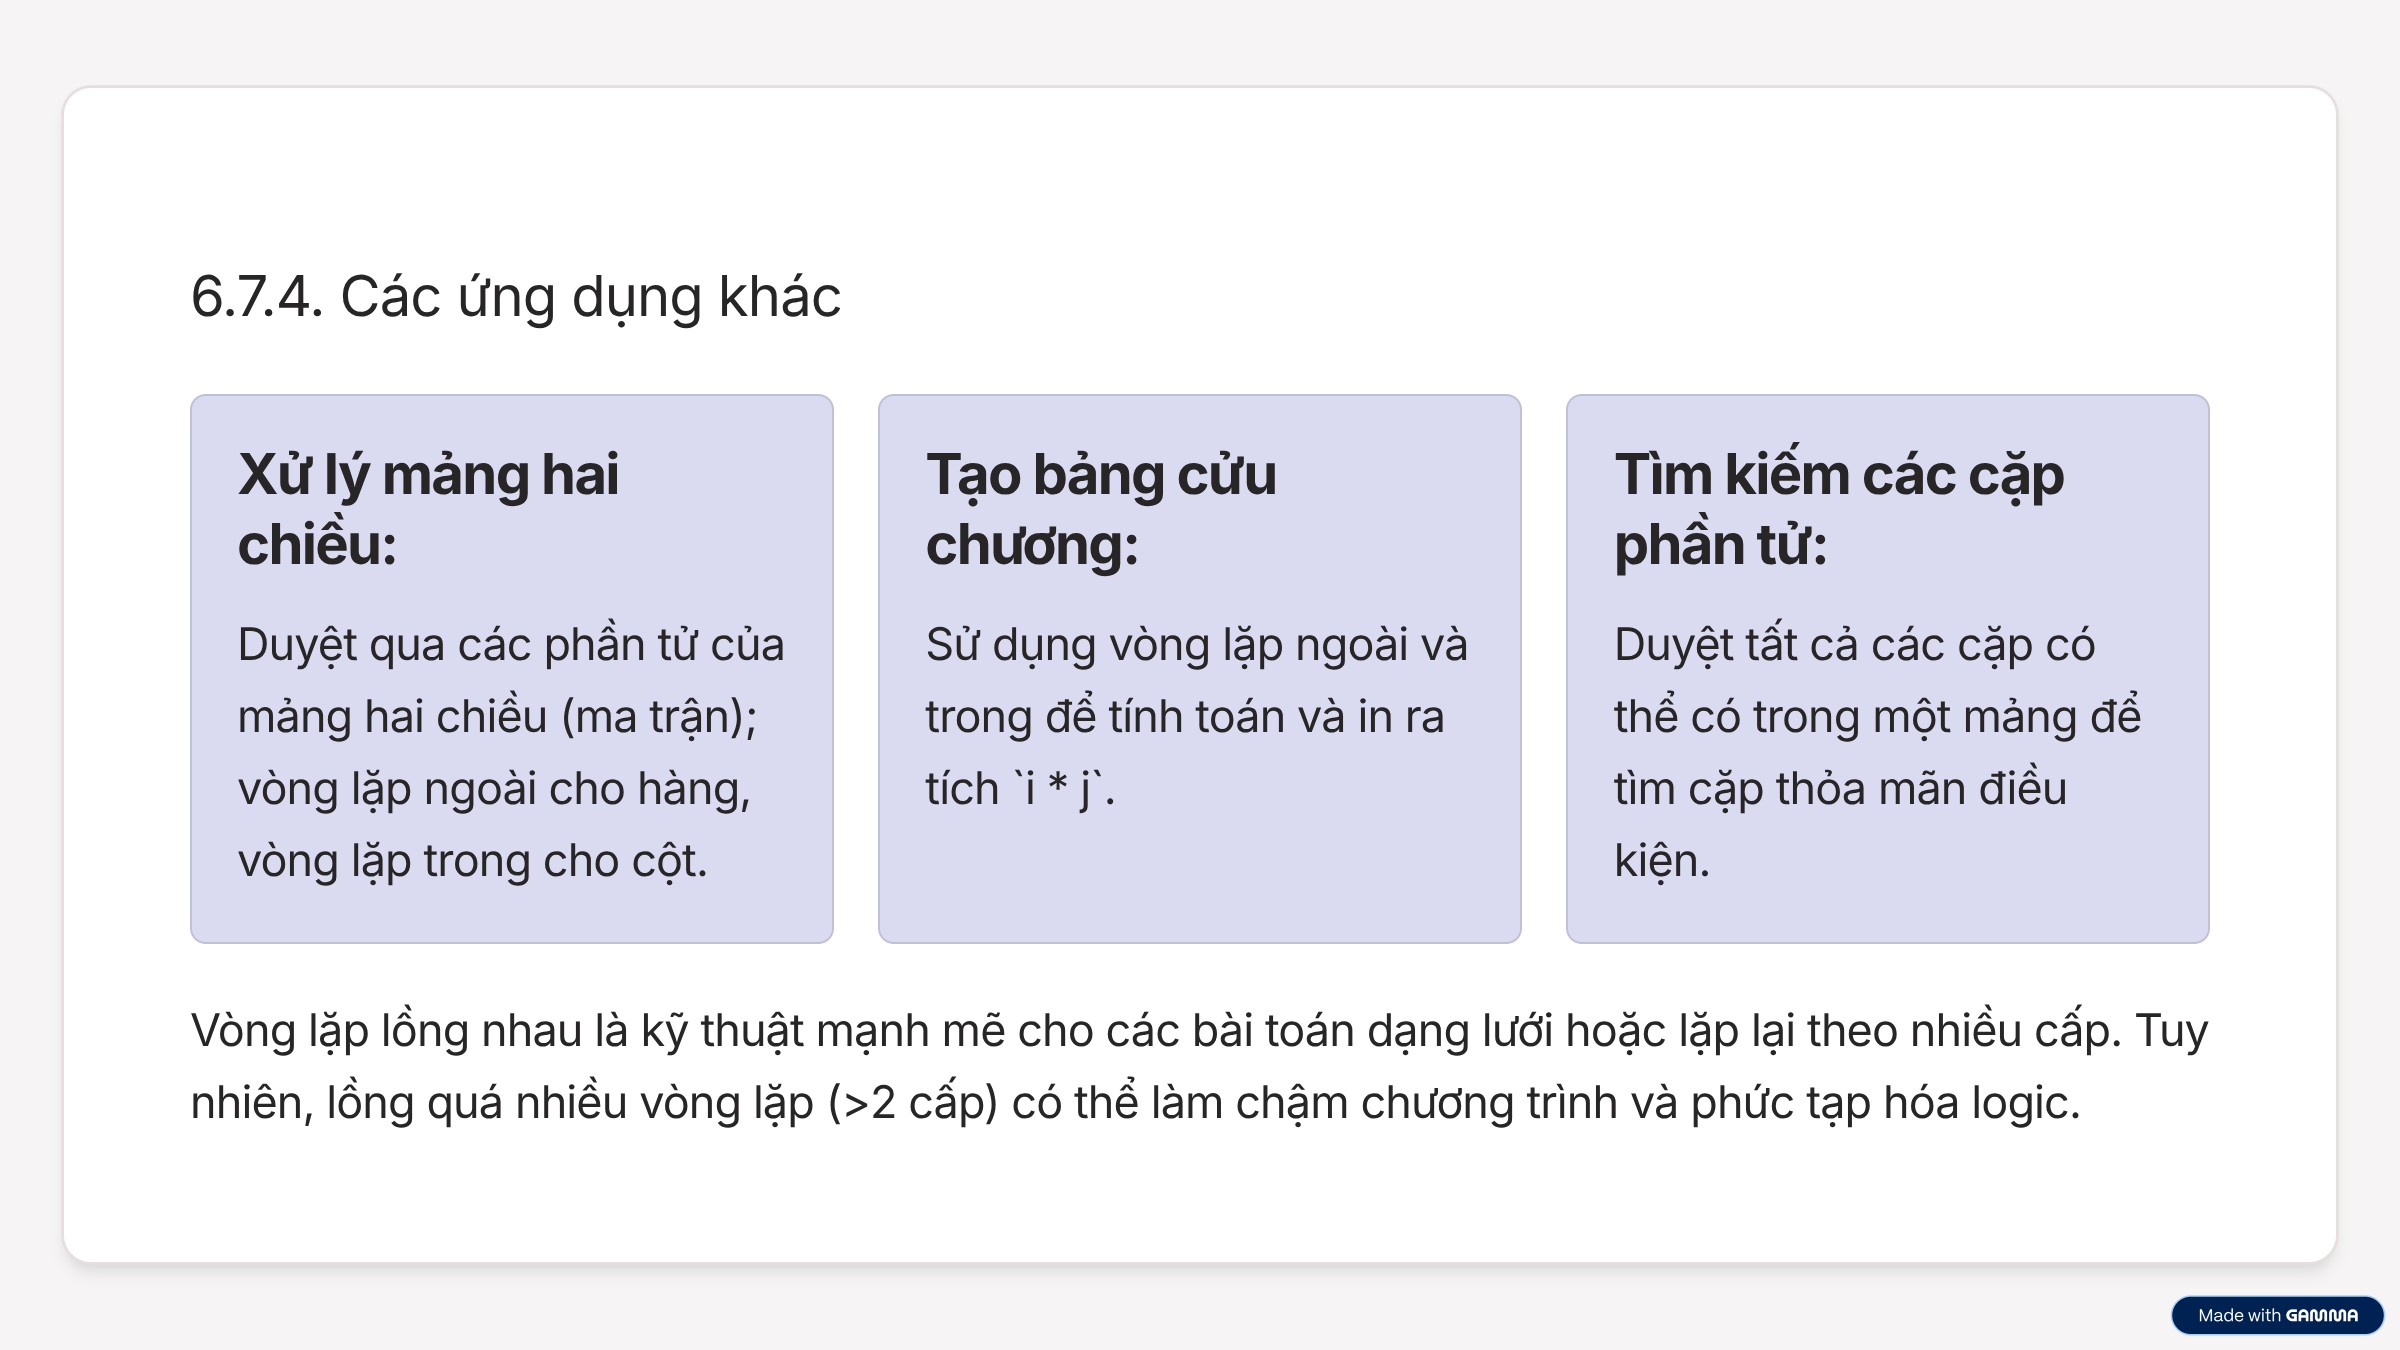 6.7.4. Các ứng dụng khác
Xử lý mảng hai
chiều:
Duyệt qua các phần tử của
mảng hai chiều (ma trận);
vòng lặp ngoài cho hàng,
vòng lặp trong cho cột.
Tạo bảng cửu
chương:
Sử dụng vòng lặp ngoài và
trong để tính toán và in ra
tích `i * j`.
Tìm kiếm các cặp
phần tử:
Duyệt tất cả các cặp có
thể có trong một mảng để
tìm cặp thỏa mãn điều
kiện.
Vòng lặp lồng nhau là kỹ thuật mạnh mẽ cho các bài toán dạng lưới hoặc lặp lại theo nhiều cấp. Tuy
nhiên, lồng quá nhiều vòng lặp (>2 cấp) có thể làm chậm chương trình và phức tạp hóa logic.
Made with GAMMA